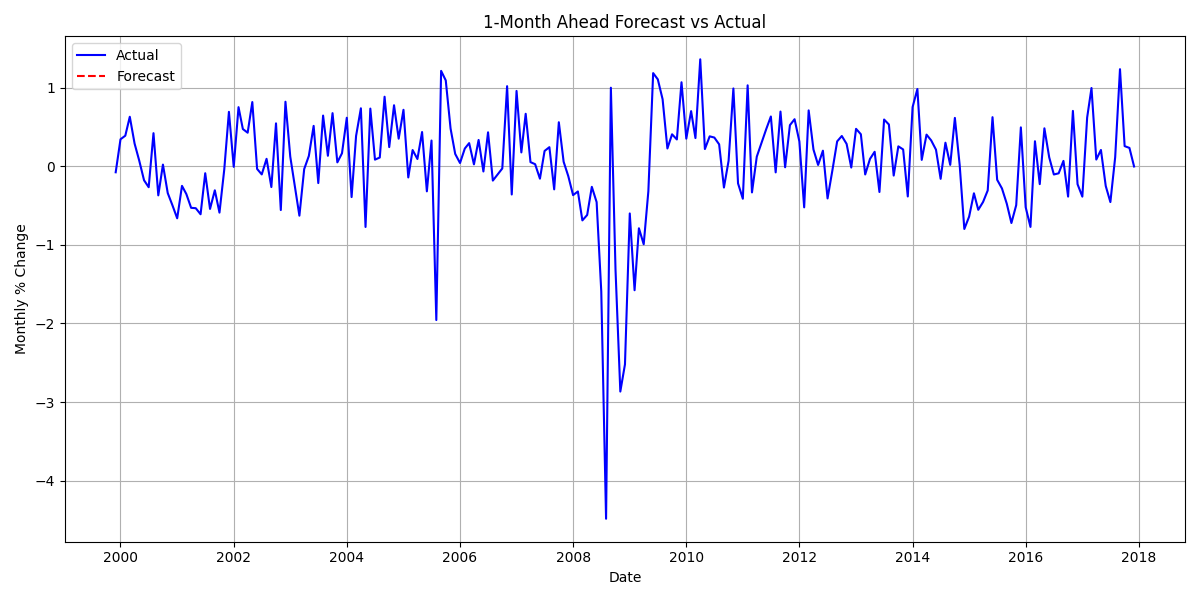 1-Month Ahead Forecast vs Actual
Actual
Forecast
Monthly % Change
1
0
−1
−2
−3
−4
2000 2002 2004 2006 2008 2010 2012 2014 2016 2018
Date